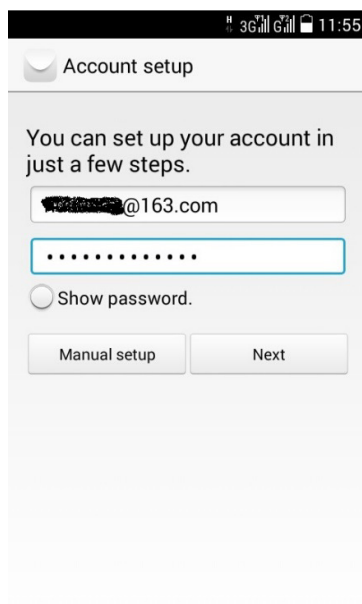 H 3G G 11:55
Account setup
You can set up your account in
just a few steps.
@163.com
Show password.
Manual setup Next